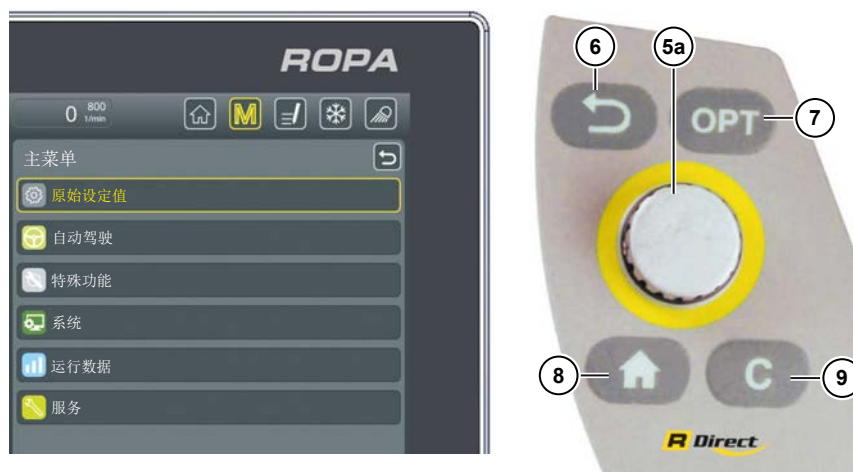 ROPA
0 800 1/min
M
主菜单
原始设定值
自动驾驶
特殊功能
系统
运行数据
服务
6
5a
OPT
7
8
C
9
R Direct